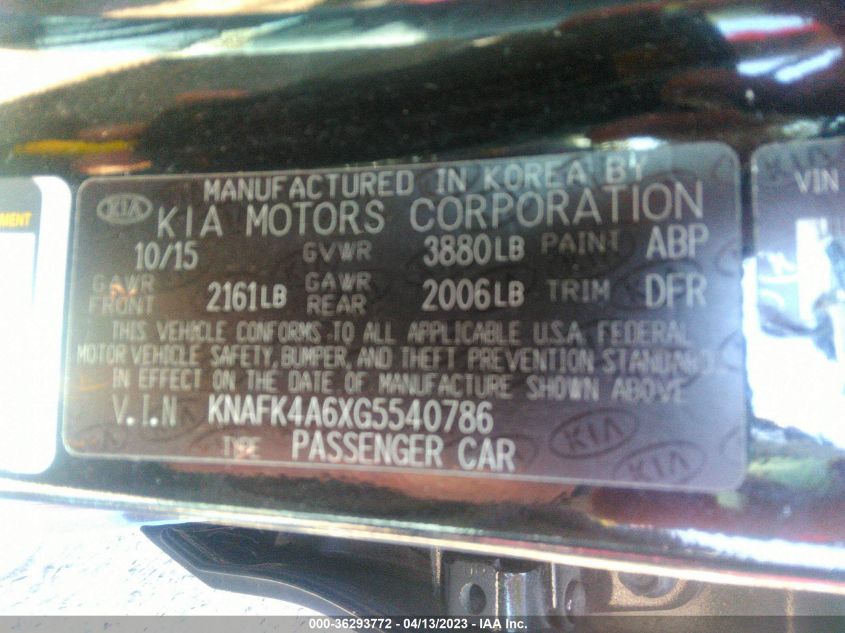 MANUFACTURED IN KOREA BY
KIA KIA MOTORS CORPORATION
10/15 GVWR 3880LB PAINT ABP
GAWR FRONT 2161LB GAWR REAR 2006LB TRIM DFR
THIS VEHICLE CONFORMS TO ALL APPLICABLE U.S.A. FEDERAL
MOTOR VEHICLE SAFETY, BUMPER, AND THEFT PREVENTION STANDARDS
IN EFFECT ON THE DATE OF MANUFACTURE SHOWN ABOVE
V.I.N KNAFK4A6XG5540786
TYPE PASSENGER CAR
KIA
KIA
KIA
VIN
000-36293772 - 04/13/2023 - IAA Inc.